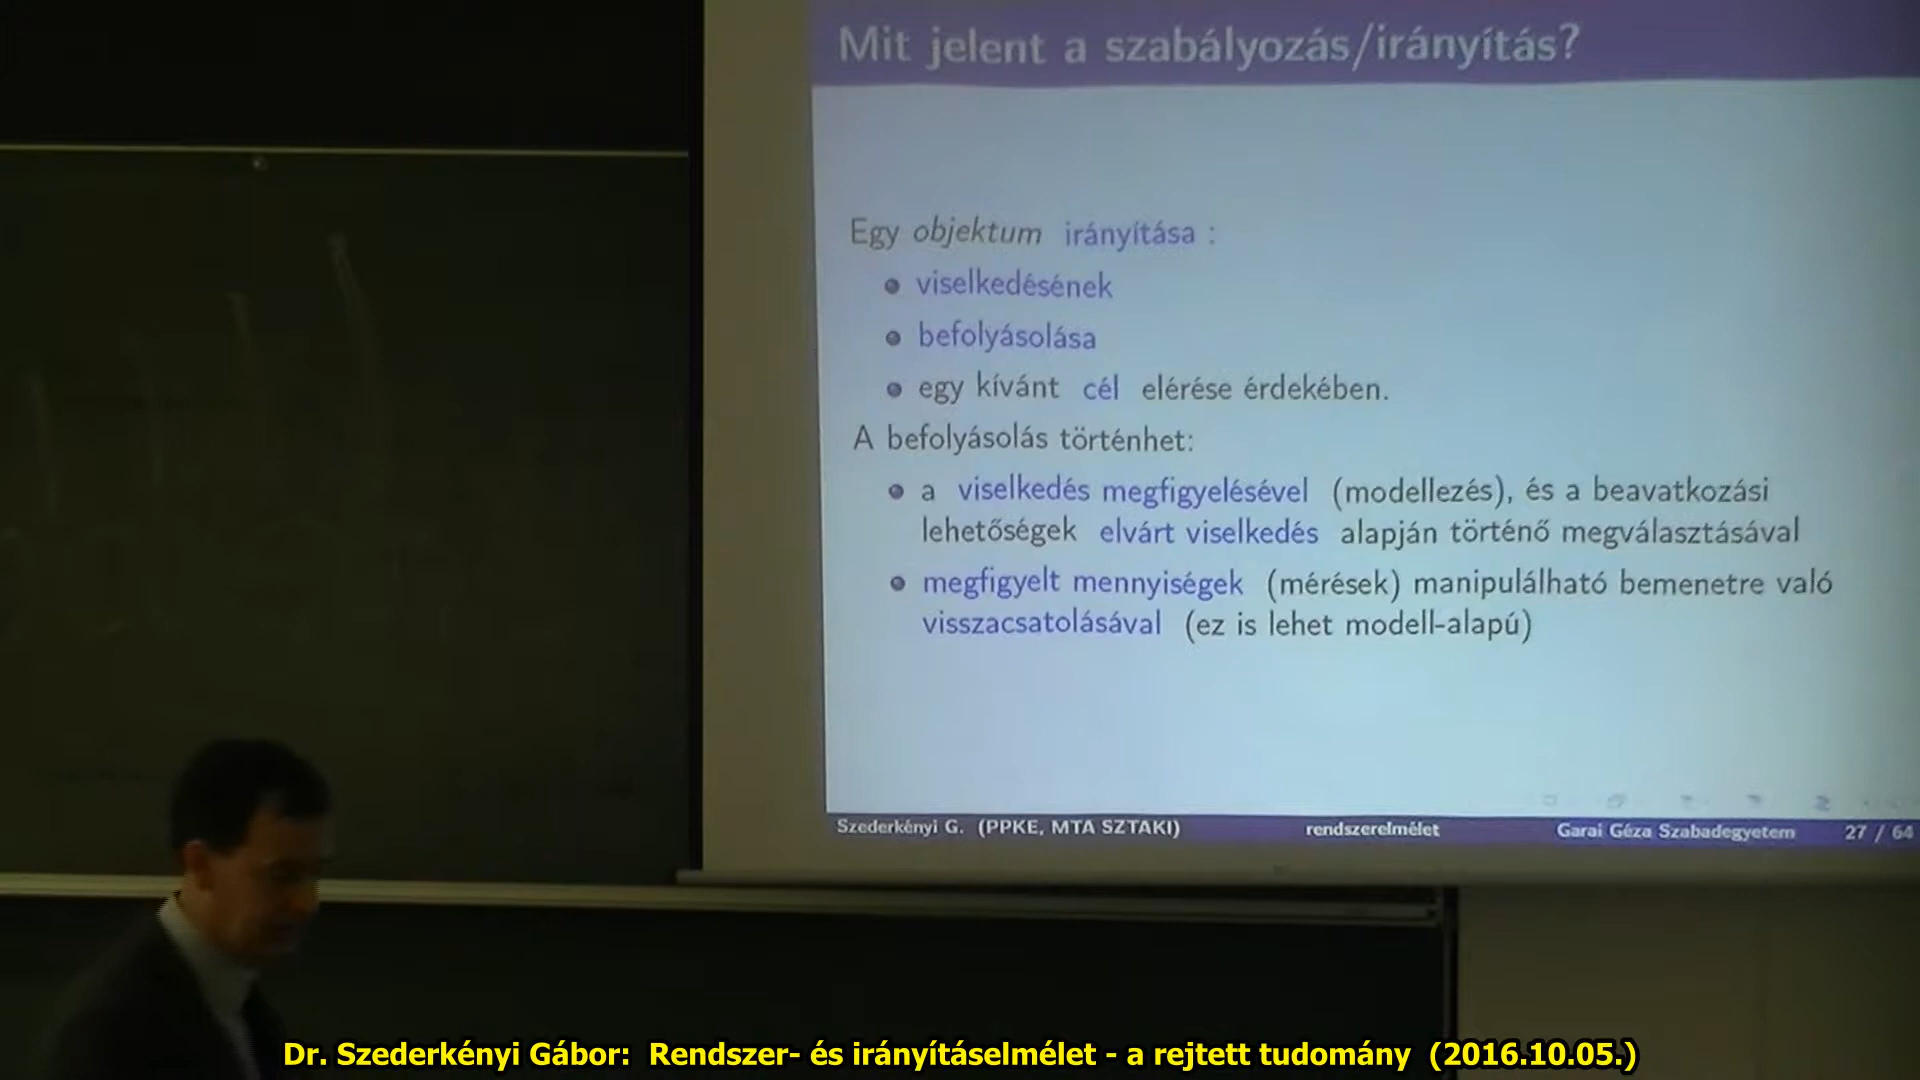 Mit jelent a szabályozás/irányítás?
Egy objektum irányítása :
viselkedésének
befolyásolása
egy kívánt cél elérése érdekében.
A befolyásolás történhet:
a viselkedés megfigyelésével (modellezés), és a beavatkozási
lehetőségek elvárt viselkedés alapján történő megválasztásával
megfigyelt mennyiségek (mérések) manipulálható bemenetre való
visszacsatolásával (ez is lehet modell-alapú)
Szederkényi G. (PPKE, MTA SZTAKI) rendszerelmélet Garai Géza Szabadegyetem 27 / 64
Dr. Szederkényi Gábor: Rendszer- és irányításelmélet - a rejtett tudomány (2016.10.05.)